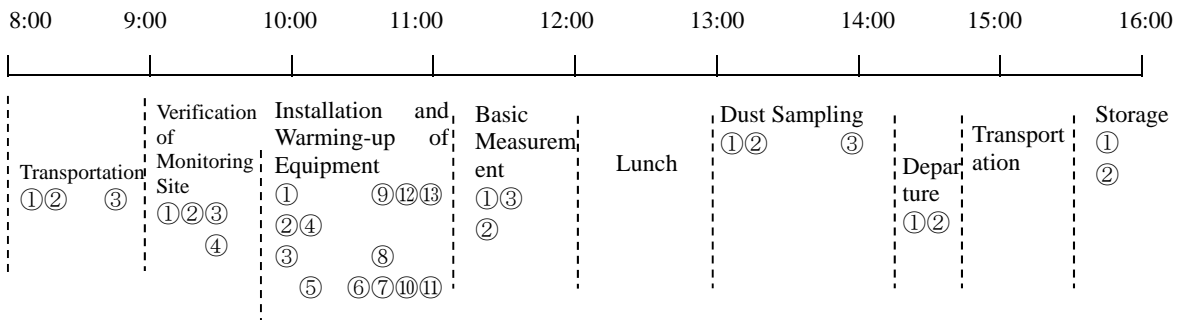 8:00 9:00 10:00 11:00 12:00 13:00 14:00 15:00 16:00
Transportation
①② ③
Verification
of
Monitoring
Site
①②③
④
Installation and
Warming-up of
Equipment
① ⑨⑫⑬
②④
③ ⑧
⑤ ⑥⑦⑩⑪
Basic
Measurem
ent
①③
②
Lunch
Dust Sampling
①② ③
Depar
ture
①②
Transport
ation
Storage
①
②